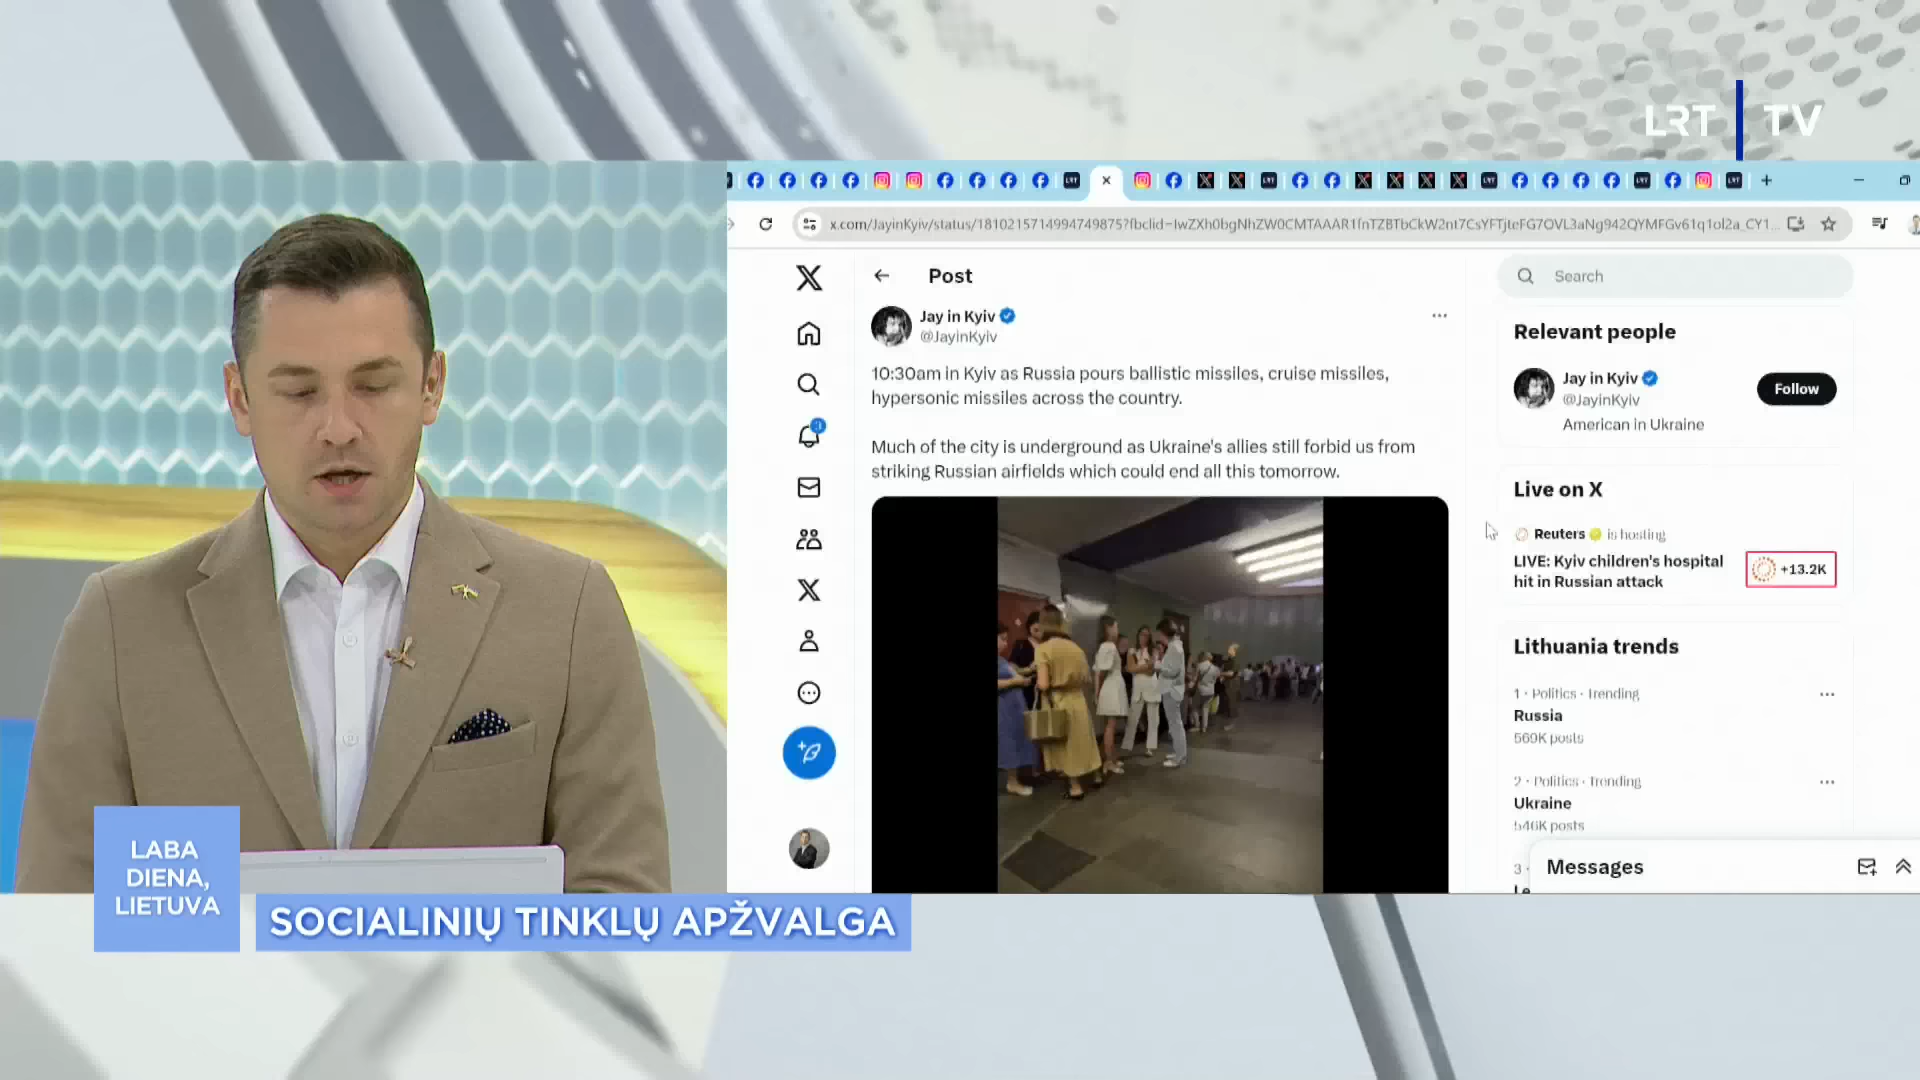 LRT TV
x.com/JayinKyiv/status/1810215714994749875?fbclid=IwZXh0bgNhZW0CMTAAAR1fnTZBTbCkW2nt7CsYFTjteFG7OVL3aNg942QYMFGv61q1ol2a_CY1...
Post
Jay in Kyiv
@JayinKyiv
10:30am in Kyiv as Russia pours ballistic missiles, cruise missiles,
hypersonic missiles across the country.
Much of the city is underground as Ukraine's allies still forbid us from
striking Russian airfields which could end all this tomorrow.
3
Search
Relevant people
Jay in Kyiv
@JayinKyiv
Follow
American in Ukraine
Live on X
Reuters is hosting
LIVE: Kyiv children's hospital
hit in Russian attack
+13.2K
Lithuania trends
1 · Politics · Trending
Russia
569K posts
2 · Politics · Trending
Ukraine
546K posts
3 ·
Messages
LABA
DIENA,
LIETUVA
SOCIALINIŲ TINKLŲ APŽVALGA